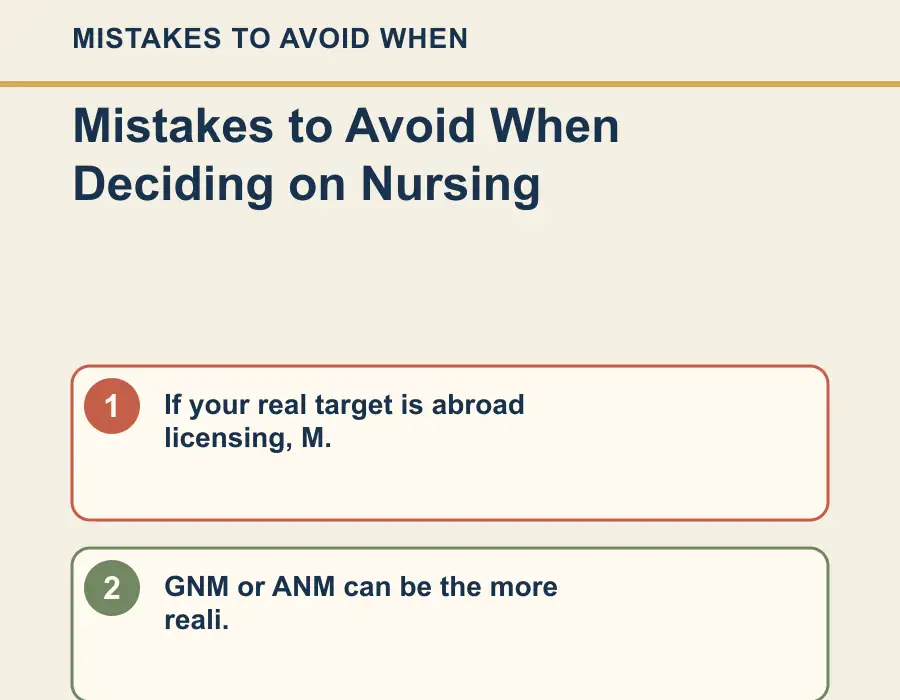 MISTAKES TO AVOID WHEN
Mistakes to Avoid When
Deciding on Nursing
1
If your real target is abroad
licensing, M.
2
GNM or ANM can be the more
reali.